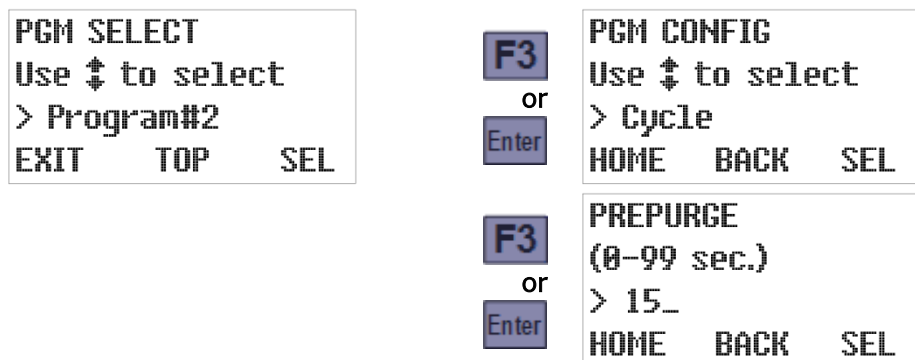 PGM SELECT
Use ↕ to select
> Program#2
EXIT TOP SEL
F3
or
Enter
PGM CONFIG
Use ↕ to select
> Cycle
HOME BACK SEL
F3
or
Enter
PREPURGE
(0-99 sec.)
> 15_
HOME BACK SEL